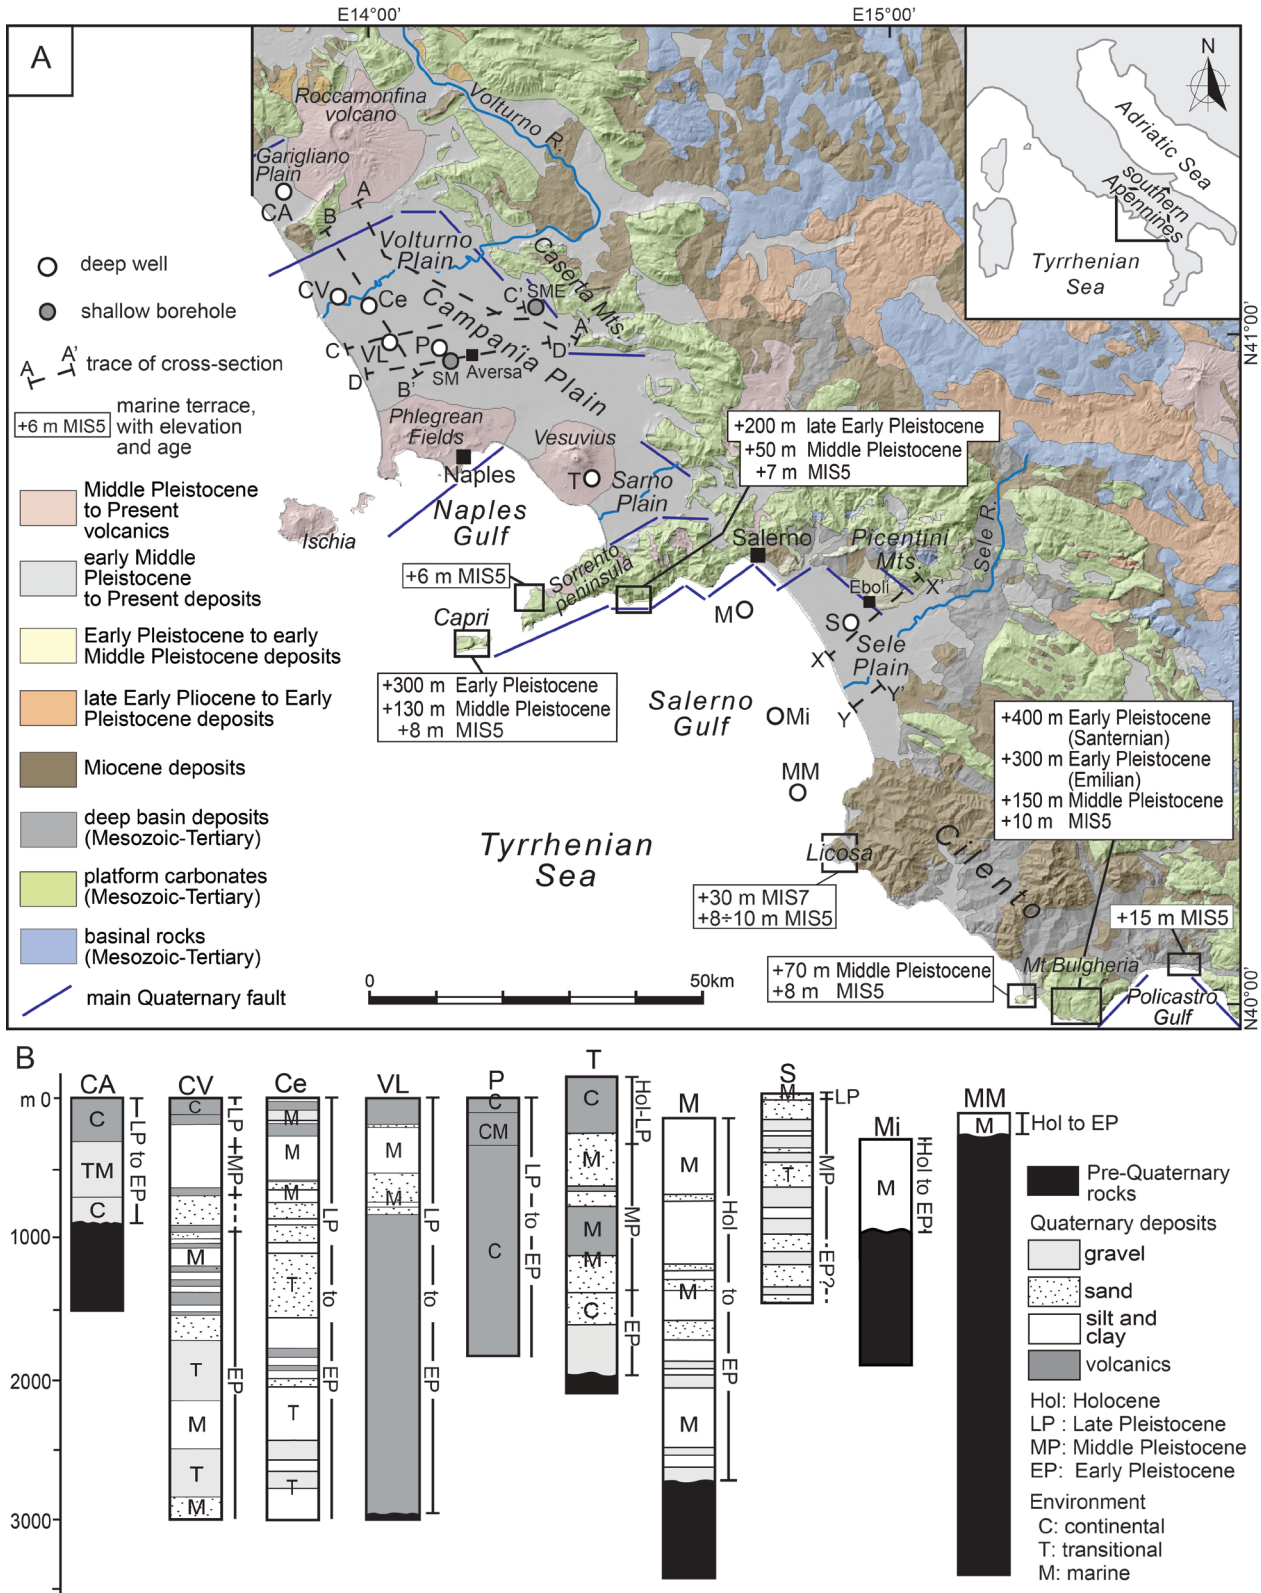 E14°00'
E15°00'
A
N
Roccamonfina
volcano
Volturno R.
Garigliano
Plain
CA
A
B
Adriatic Sea
southern
Apennines
Tyrrhenian
Sea
Volturno
Plain
deep well
shallow borehole
A
A'
trace of cross-section
+6 m MIS5
marine terrace,
with elevation
and age
CV
Ce
C'
SME
Caserta Mts.
Campania Plain
A'
D'
C
VL
P
SM
Aversa
D
B'
N41°00'
Phlegrean
Fields
Naples
Vesuvius
T
Sarno
Plain
Naples
Gulf
Ischia
+200 m late Early Pleistocene
+50 m Middle Pleistocene
+7 m MIS5
Salerno
Picentini
Mts.
Sele R.
X'
Eboli
Sorrento
peninsula
+6 m MIS5
Capri
M
S
Sele
Plain
X
Y'
Y
+300 m Early Pleistocene
+130 m Middle Pleistocene
+8 m MIS5
Salerno
Gulf
Mi
MM
+400 m Early Pleistocene
(Santernian)
+300 m Early Pleistocene
(Emilian)
+150 m Middle Pleistocene
+10 m MIS5
Tyrrhenian
Sea
Licosa
Cilento
+30 m MIS7
+8÷10 m MIS5
+15 m MIS5
+70 m Middle Pleistocene
+8 m MIS5
Mt.Bulgheria
Policastro
Gulf
N40°00'
0
50km
Middle Pleistocene
to Present
volcanics
early Middle
Pleistocene
to Present deposits
Early Pleistocene to early
Middle Pleistocene deposits
late Early Pliocene to Early
Pleistocene deposits
Miocene deposits
deep basin deposits
(Mesozoic-Tertiary)
platform carbonates
(Mesozoic-Tertiary)
basinal rocks
(Mesozoic-Tertiary)
main Quaternary fault
B
m 0
1000
2000
3000
CA
C
TM
C
LP to EP
CV
C
M
T
M
T
M
LP
MP
EP
Ce
M
M
M
T
T
T
LP
to
EP
VL
M
M
LP
to
EP
P
C
CM
C
LP to EP
T
C
M
M
M
C
Hol-LP
MP
EP
M
M
M
M
Hol
to
EP
S
M
T
LP
MP
EP?
Mi
M
Hol to EP
MM
M
Hol to EP
Pre-Quaternary
rocks
Quaternary deposits
gravel
sand
silt and
clay
volcanics
Hol: Holocene
LP : Late Pleistocene
MP: Middle Pleistocene
EP: Early Pleistocene
Environment
C: continental
T: transitional
M: marine